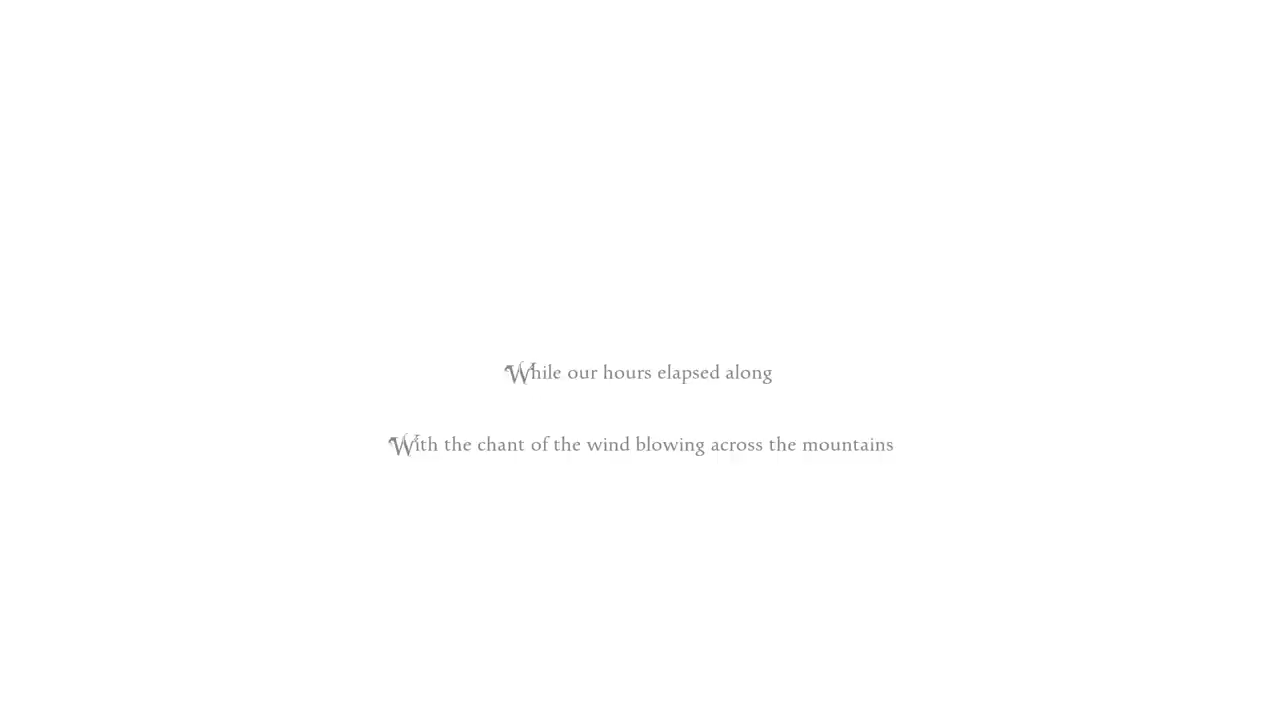 While our hours elapsed along
With the chant of the wind blowing across the mountains